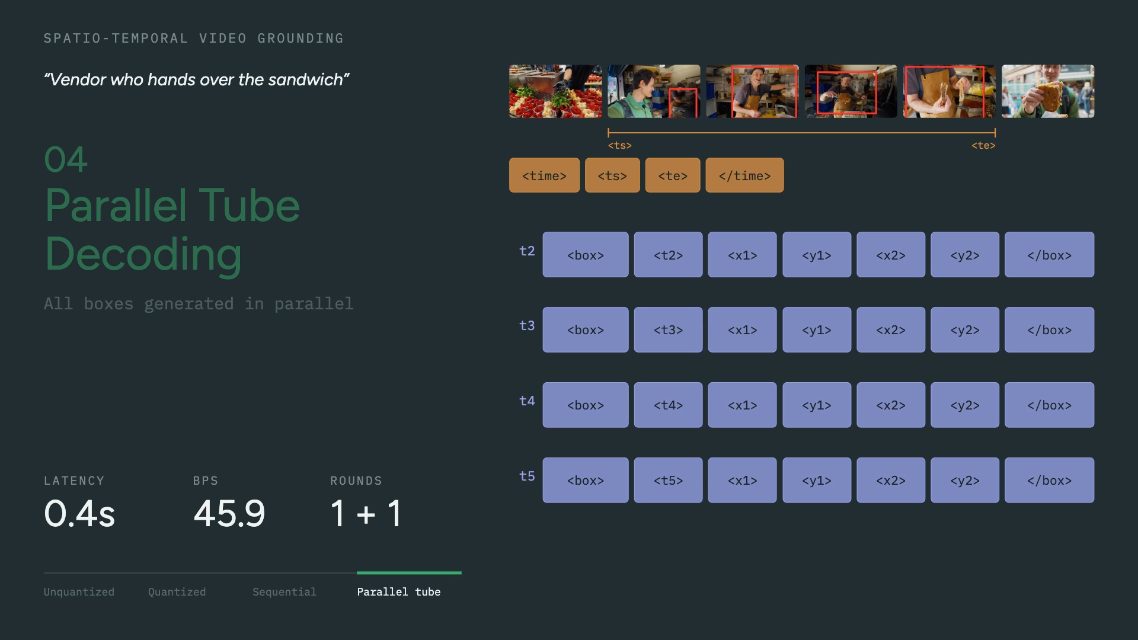 SPATIO-TEMPORAL VIDEO GROUNDING
“Vendor who hands over the sandwich”
04
Parallel Tube
Decoding
All boxes generated in parallel
LATENCY BPS ROUNDS
0.4s 45.9 1 + 1
Unquantized Quantized Sequential Parallel tube
<ts> <te>
<time> <ts> <te> </time>
t2 <box> <t2> <x1> <y1> <x2> <y2> </box>
t3 <box> <t3> <x1> <y1> <x2> <y2> </box>
t4 <box> <t4> <x1> <y1> <x2> <y2> </box>
t5 <box> <t5> <x1> <y1> <x2> <y2> </box>